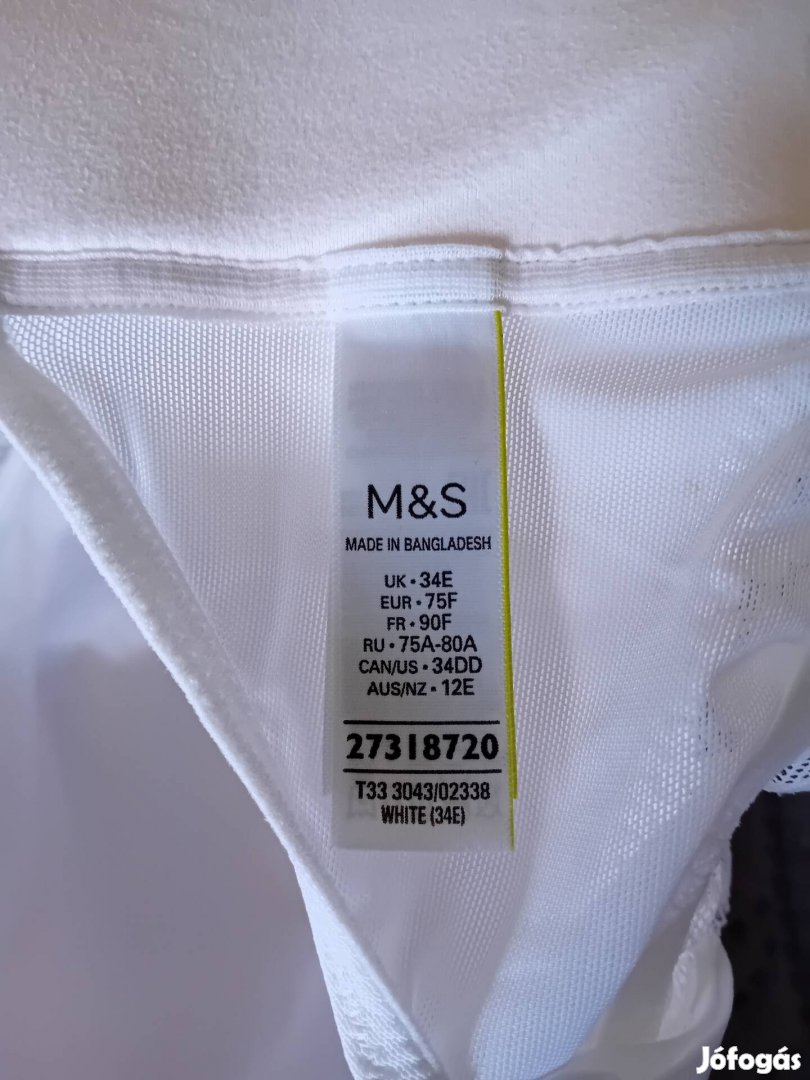 M&S
MADE IN BANGLADESH
UK • 34E
EUR • 75F
FR • 90F
RU • 75A-80A
CAN/US • 34DD
AUS/NZ • 12E
27318720
T33 3043/02338
WHITE (34E)
Jófogás